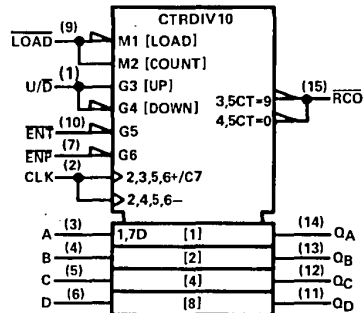 CTRDIV10
LOAD (9) M1 [LOAD]
M2 [COUNT]
U/D (1) G3 [UP]
G4 [DOWN]
3,5CT=9 (15) RCO
4,5CT=0
ENT (10) G5
ENP (7) G6
CLK (2) 2,3,5,6+/C7
2,4,5,6−
A (3) 1,7D [1] (14) QA
B (4) [2] (13) QB
C (5) [4] (12) QC
D (6) [8] (11) QD